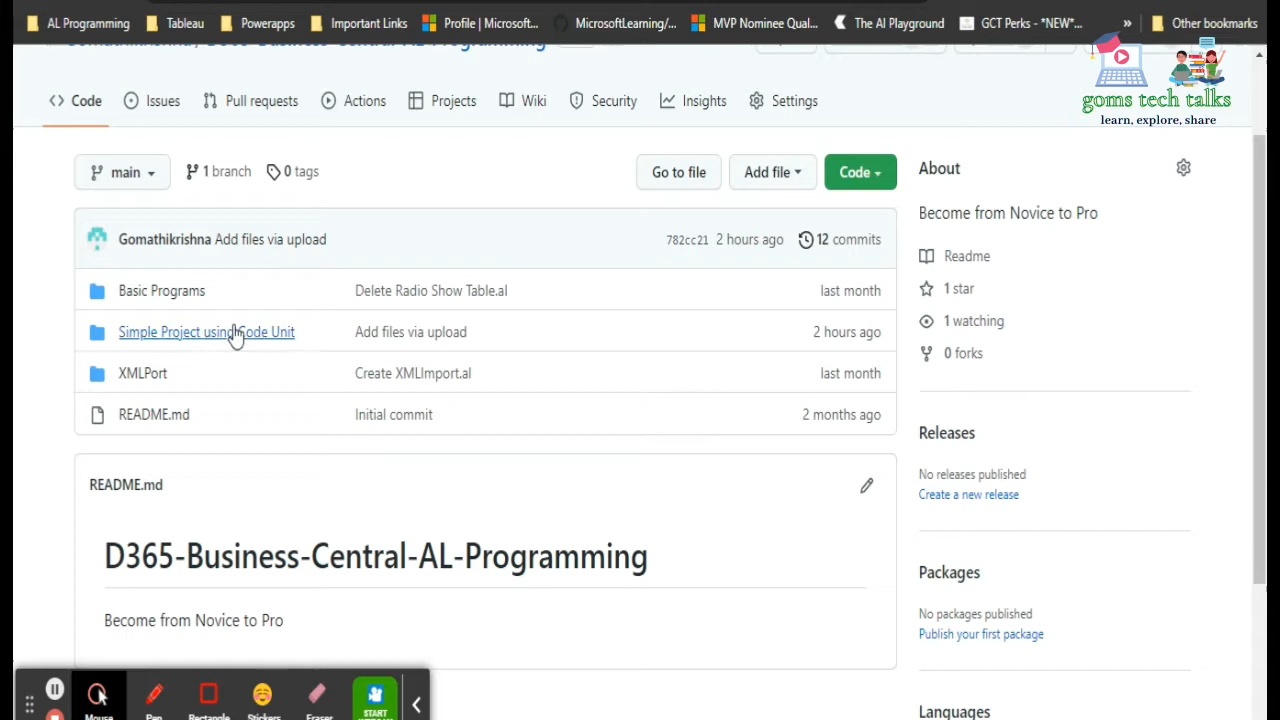 AL Programming Tableau Powerapps Important Links Profile | Microsoft... MicrosoftLearning/... MVP Nominee Qual... The AI Playground GCT Perks - *NEW*... » Other bookmarks
D365-Business-Central-AL-Programming
goms tech talks
learn, explore, share
Code Issues Pull requests Actions Projects Wiki Security Insights Settings
main 1 branch 0 tags Go to file Add file Code
About
Become from Novice to Pro
Gomathikrishna Add files via upload 782cc21 2 hours ago 12 commits
Readme
Basic Programs Delete Radio Show Table.al last month
1 star
Simple Project using Code Unit Add files via upload 2 hours ago
1 watching
0 forks
XMLPort Create XMLImport.al last month
README.md Initial commit 2 months ago
Releases
No releases published
Create a new release
README.md
D365-Business-Central-AL-Programming
Become from Novice to Pro
Packages
No packages published
Publish your first package
Languages
Mouse Pen Rectangle Stickers Eraser START